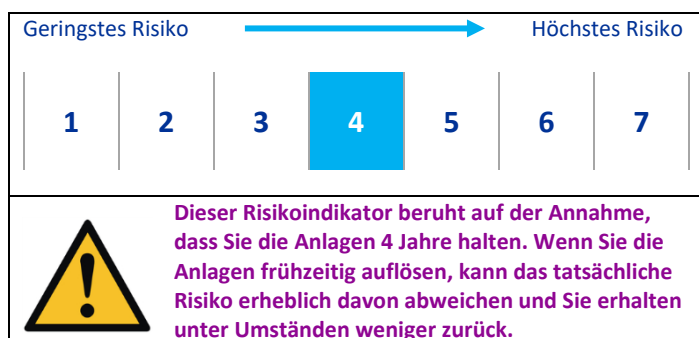 Geringstes Risiko Höchstes Risiko
1 2 3 4 5 6 7
Dieser Risikoindikator beruht auf der Annahme,
dass Sie die Anlagen 4 Jahre halten. Wenn Sie die
Anlagen frühzeitig auflösen, kann das tatsächliche
Risiko erheblich davon abweichen und Sie erhalten
unter Umständen weniger zurück.